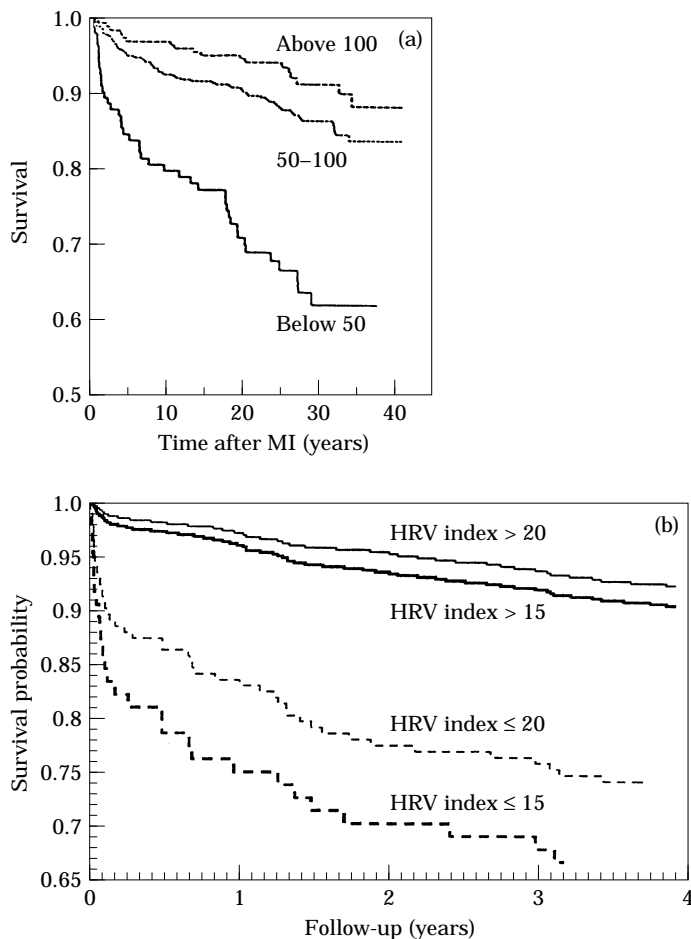 (a)
Above 100
50–100
Below 50
Survival
1.0
0.9
0.8
0.7
0.6
0.5
0
10
20
30
40
Time after MI (years)
(b)
HRV index > 20
HRV index > 15
HRV index ≤ 20
HRV index ≤ 15
Survival probability
1.0
0.95
0.9
0.85
0.8
0.75
0.7
0.65
0
1
2
3
4
Follow-up (years)